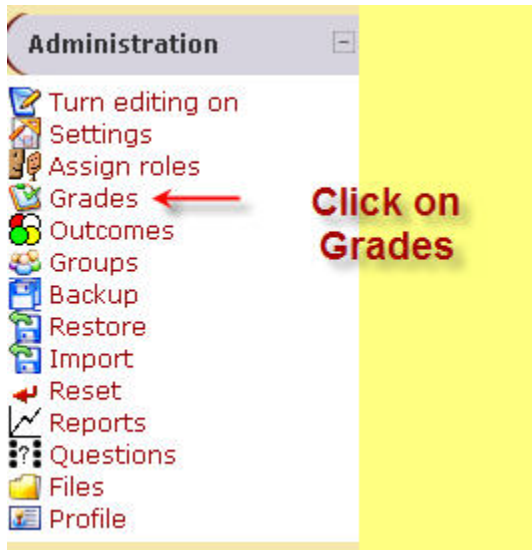 Administration
Turn editing on
Settings
Assign roles
Grades
Click on
Grades
Outcomes
Groups
Backup
Restore
Import
Reset
Reports
Questions
Files
Profile